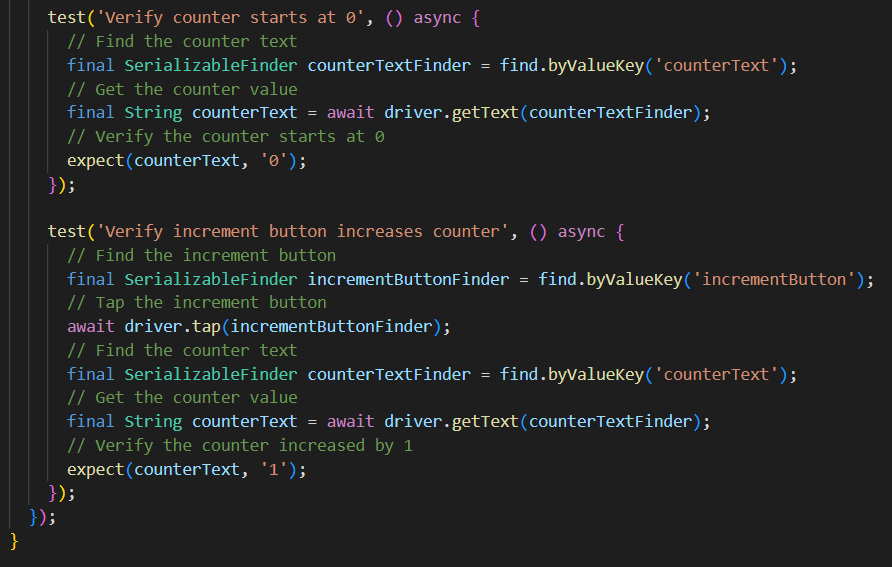 test('Verify counter starts at 0', () async {
// Find the counter text
final SerializableFinder counterTextFinder = find.byValueKey('counterText');
// Get the counter value
final String counterText = await driver.getText(counterTextFinder);
// Verify the counter starts at 0
expect(counterText, '0');
});
test('Verify increment button increases counter', () async {
// Find the increment button
final SerializableFinder incrementButtonFinder = find.byValueKey('incrementButton');
// Tap the increment button
await driver.tap(incrementButtonFinder);
// Find the counter text
final SerializableFinder counterTextFinder = find.byValueKey('counterText');
// Get the counter value
final String counterText = await driver.getText(counterTextFinder);
// Verify the counter increased by 1
expect(counterText, '1');
});
});
}